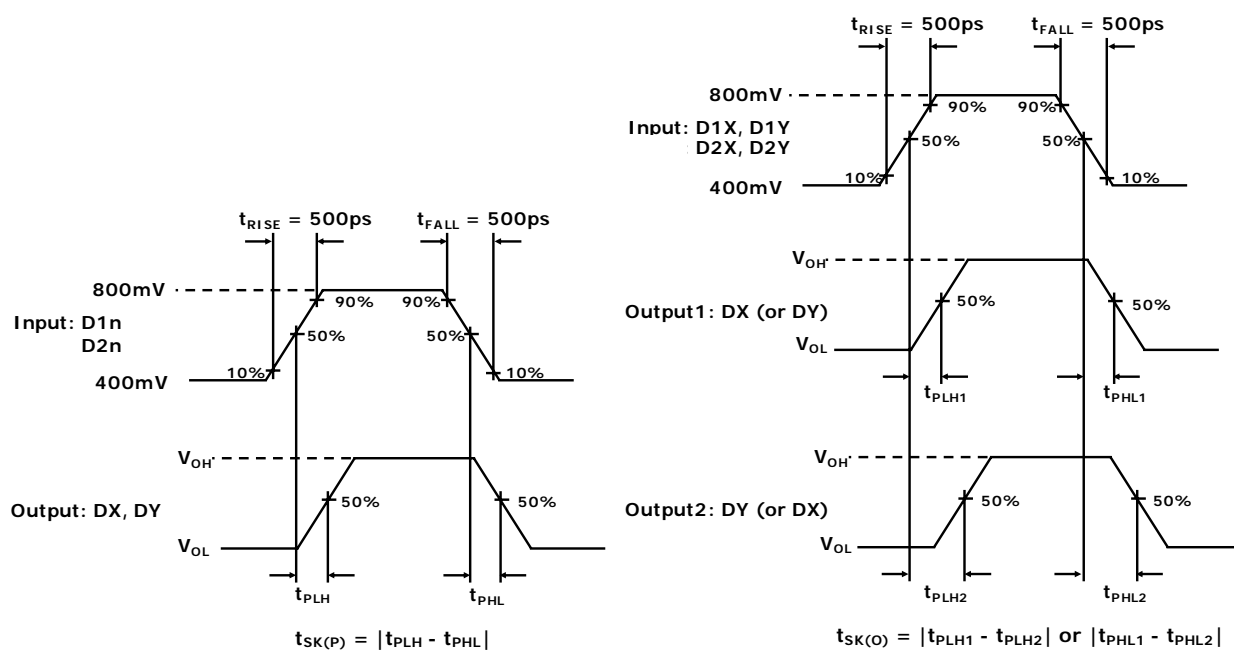 tRISE = 500ps
tFALL = 500ps
800mV
90%
90%
Input: D1n
D2n
50%
50%
10%
10%
400mV
VOH
Output: DX, DY
50%
50%
VOL
tPLH
tPHL
tSK(P) = |tPLH - tPHL|
tRISE = 500ps
tFALL = 500ps
800mV
90%
90%
Input: D1X, D1Y
D2X, D2Y
50%
50%
10%
10%
400mV
VOH
Output1: DX (or DY)
50%
50%
VOL
tPLH1
tPHL1
VOH
Output2: DY (or DX)
50%
50%
VOL
tPLH2
tPHL2
tSK(O) = |tPLH1 - tPLH2| or |tPHL1 - tPHL2|